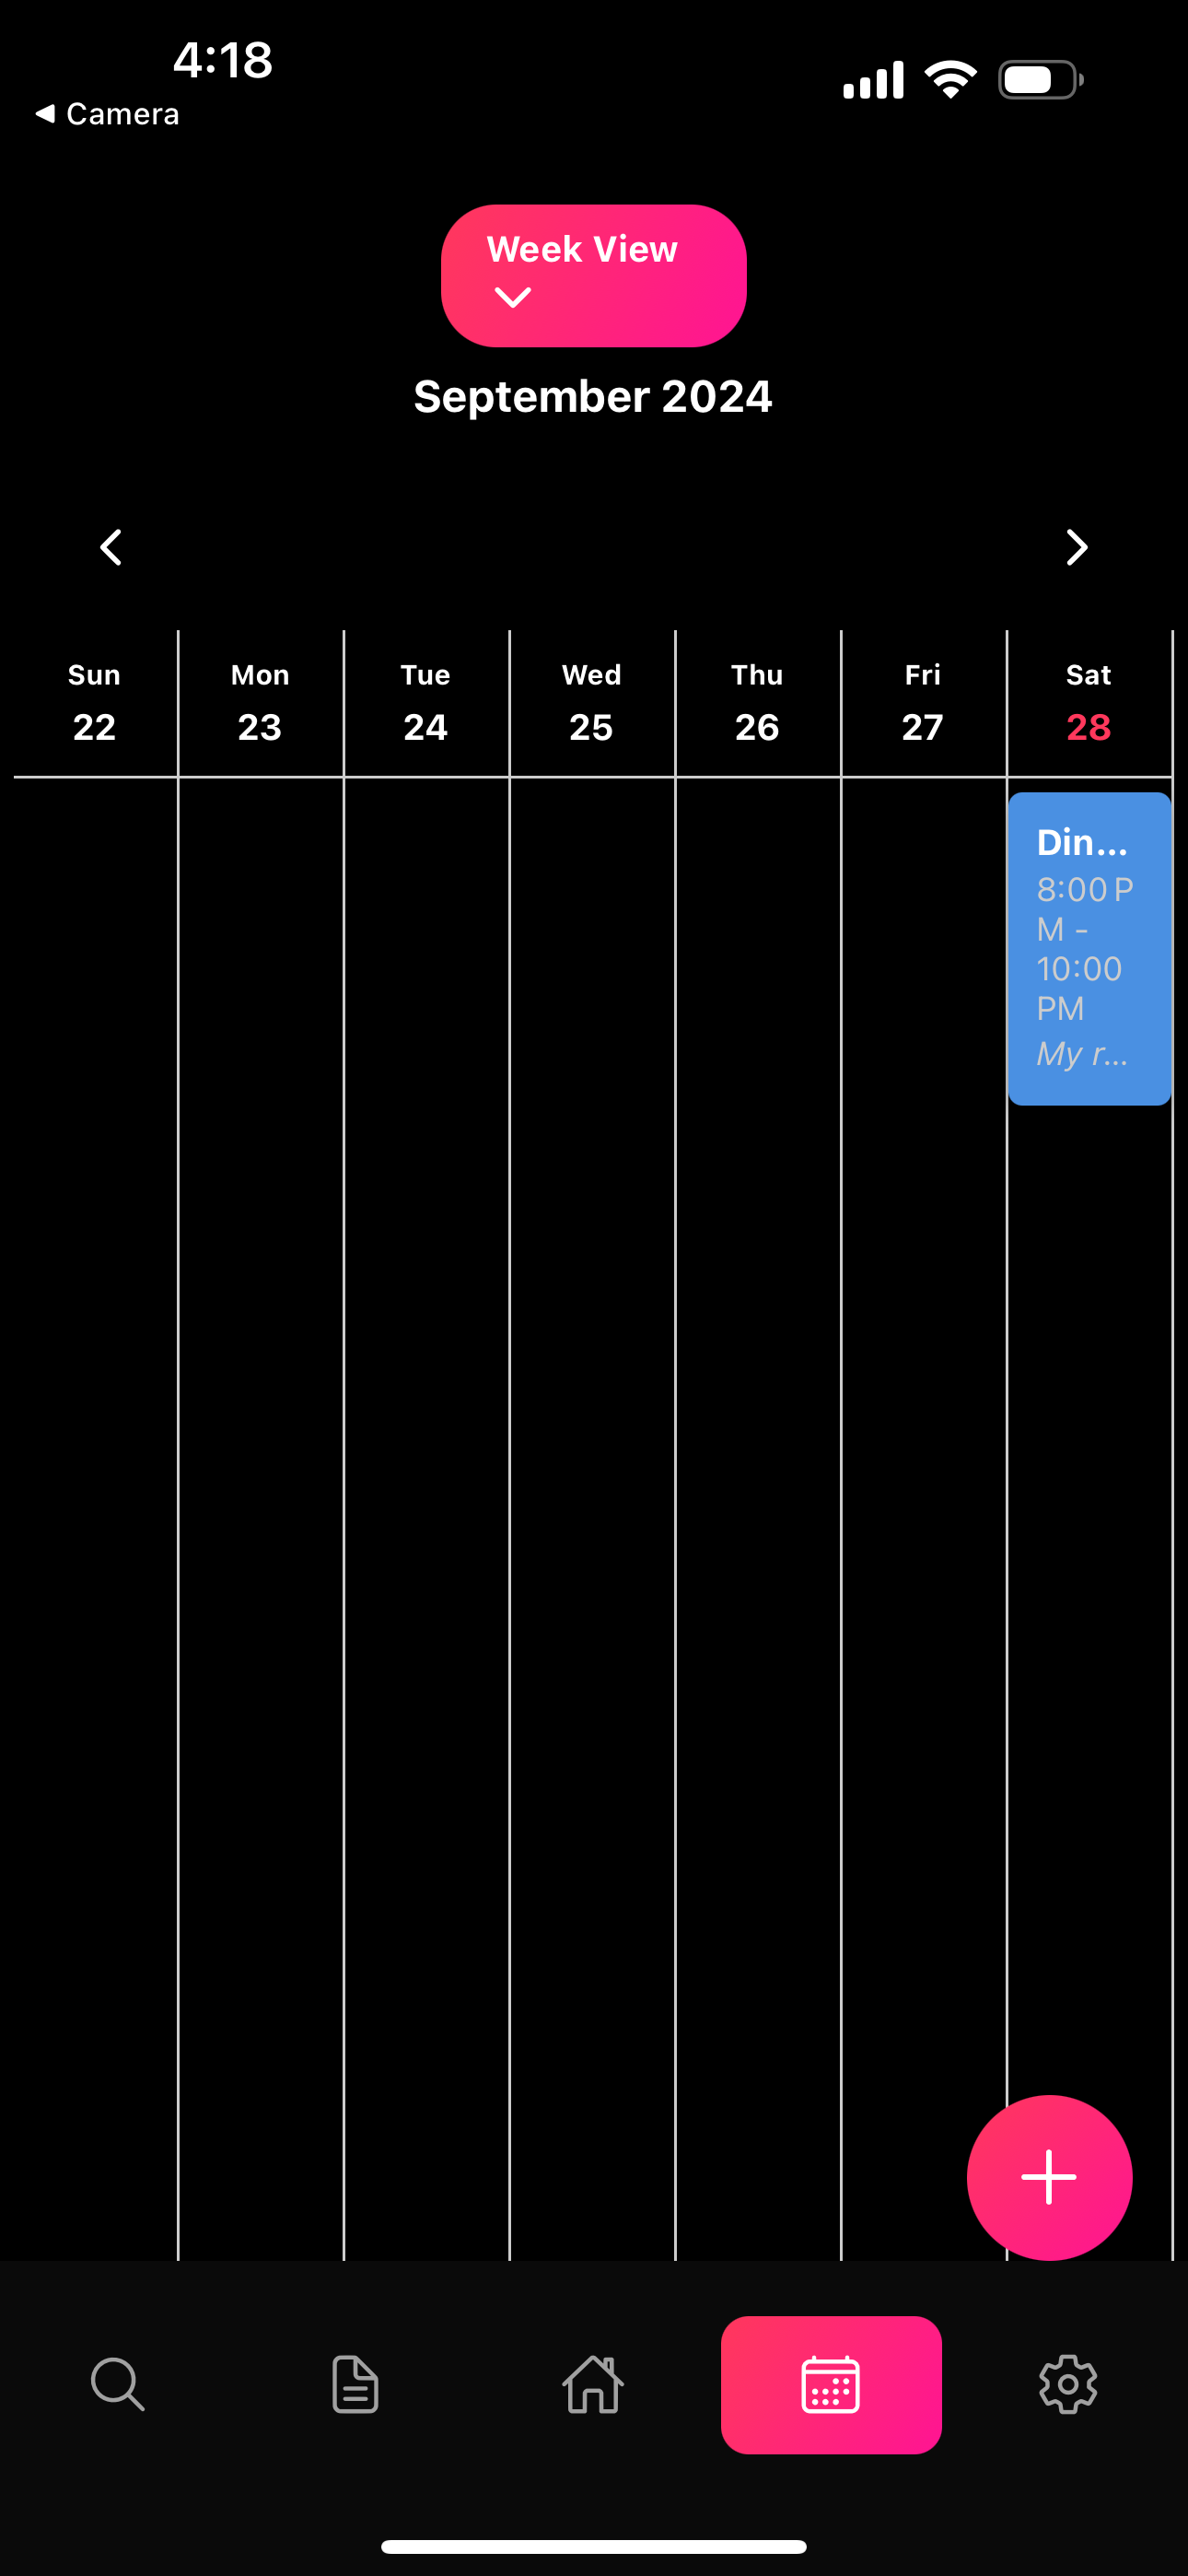 4:18
◀ Camera
Week View
September 2024
Sun Mon Tue Wed Thu Fri Sat
22 23 24 25 26 27 28
Din...
8:00 P
M -
10:00
PM
My r...